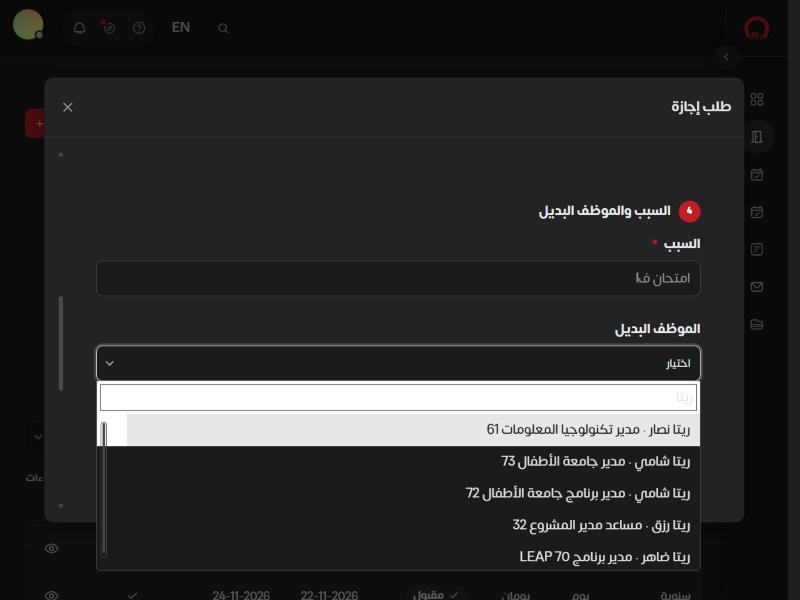 EN
طلب إجازة
4 السبب والموظف البديل
السبب *
امتحان في
الموظف البديل
اختيار
ريتا
ريتا نصار · مدير تكنولوجيا المعلومات 61
ريتا شامي · مدير جامعة الأطفال 73
ريتا شامي · مدير برنامج جامعة الأطفال 72
ريتا رزق · مساعد مدير المشروع 32
ريتا ضاهر · مدير برنامج LEAP 70
سنوية يوم يومان مقبول 22-11-2026 24-11-2026